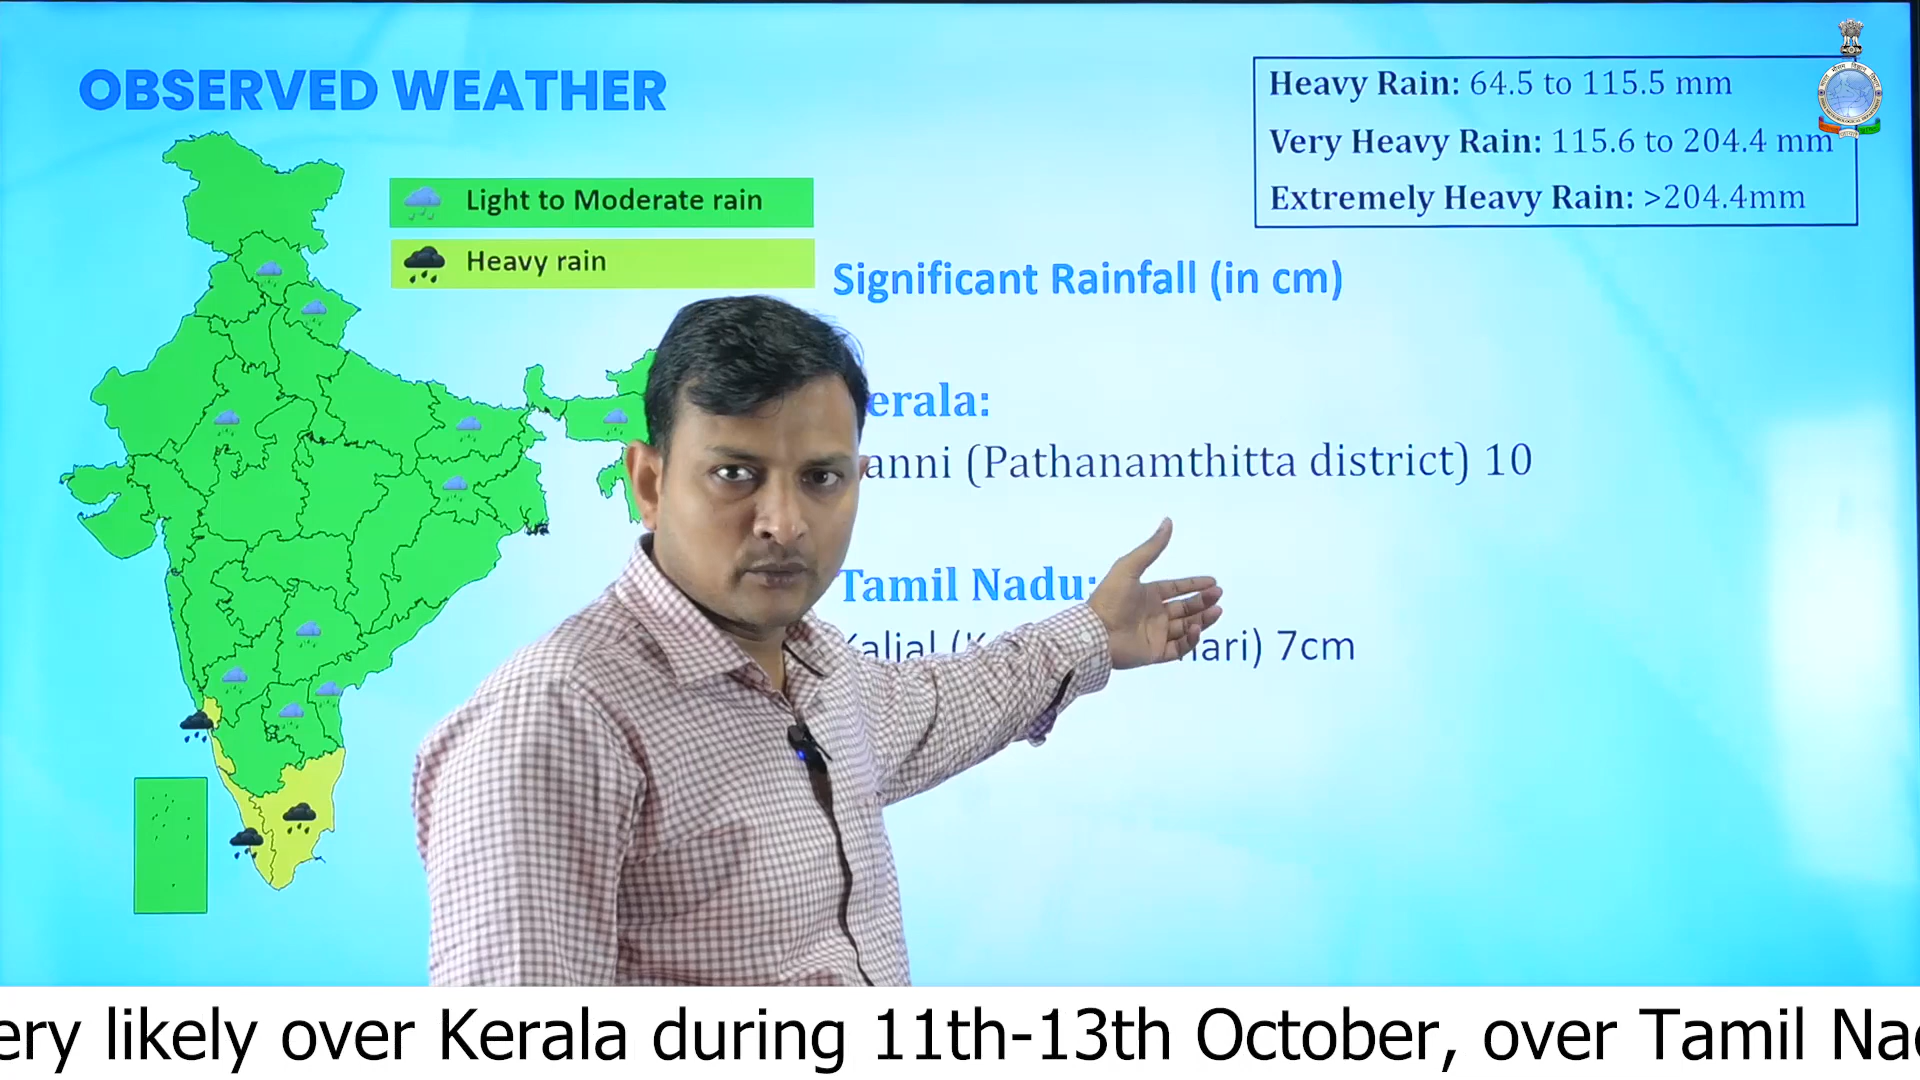 OBSERVED WEATHER
Light to Moderate rain
Heavy rain
Heavy Rain: 64.5 to 115.5 mm
Very Heavy Rain: 115.6 to 204.4 mm
Extremely Heavy Rain: >204.4mm
Significant Rainfall (in cm)
erala:
anni (Pathanamthitta district) 10
Tamil Nadu:
7cm
ery likely over Kerala during 11th-13th October, over Tamil Na